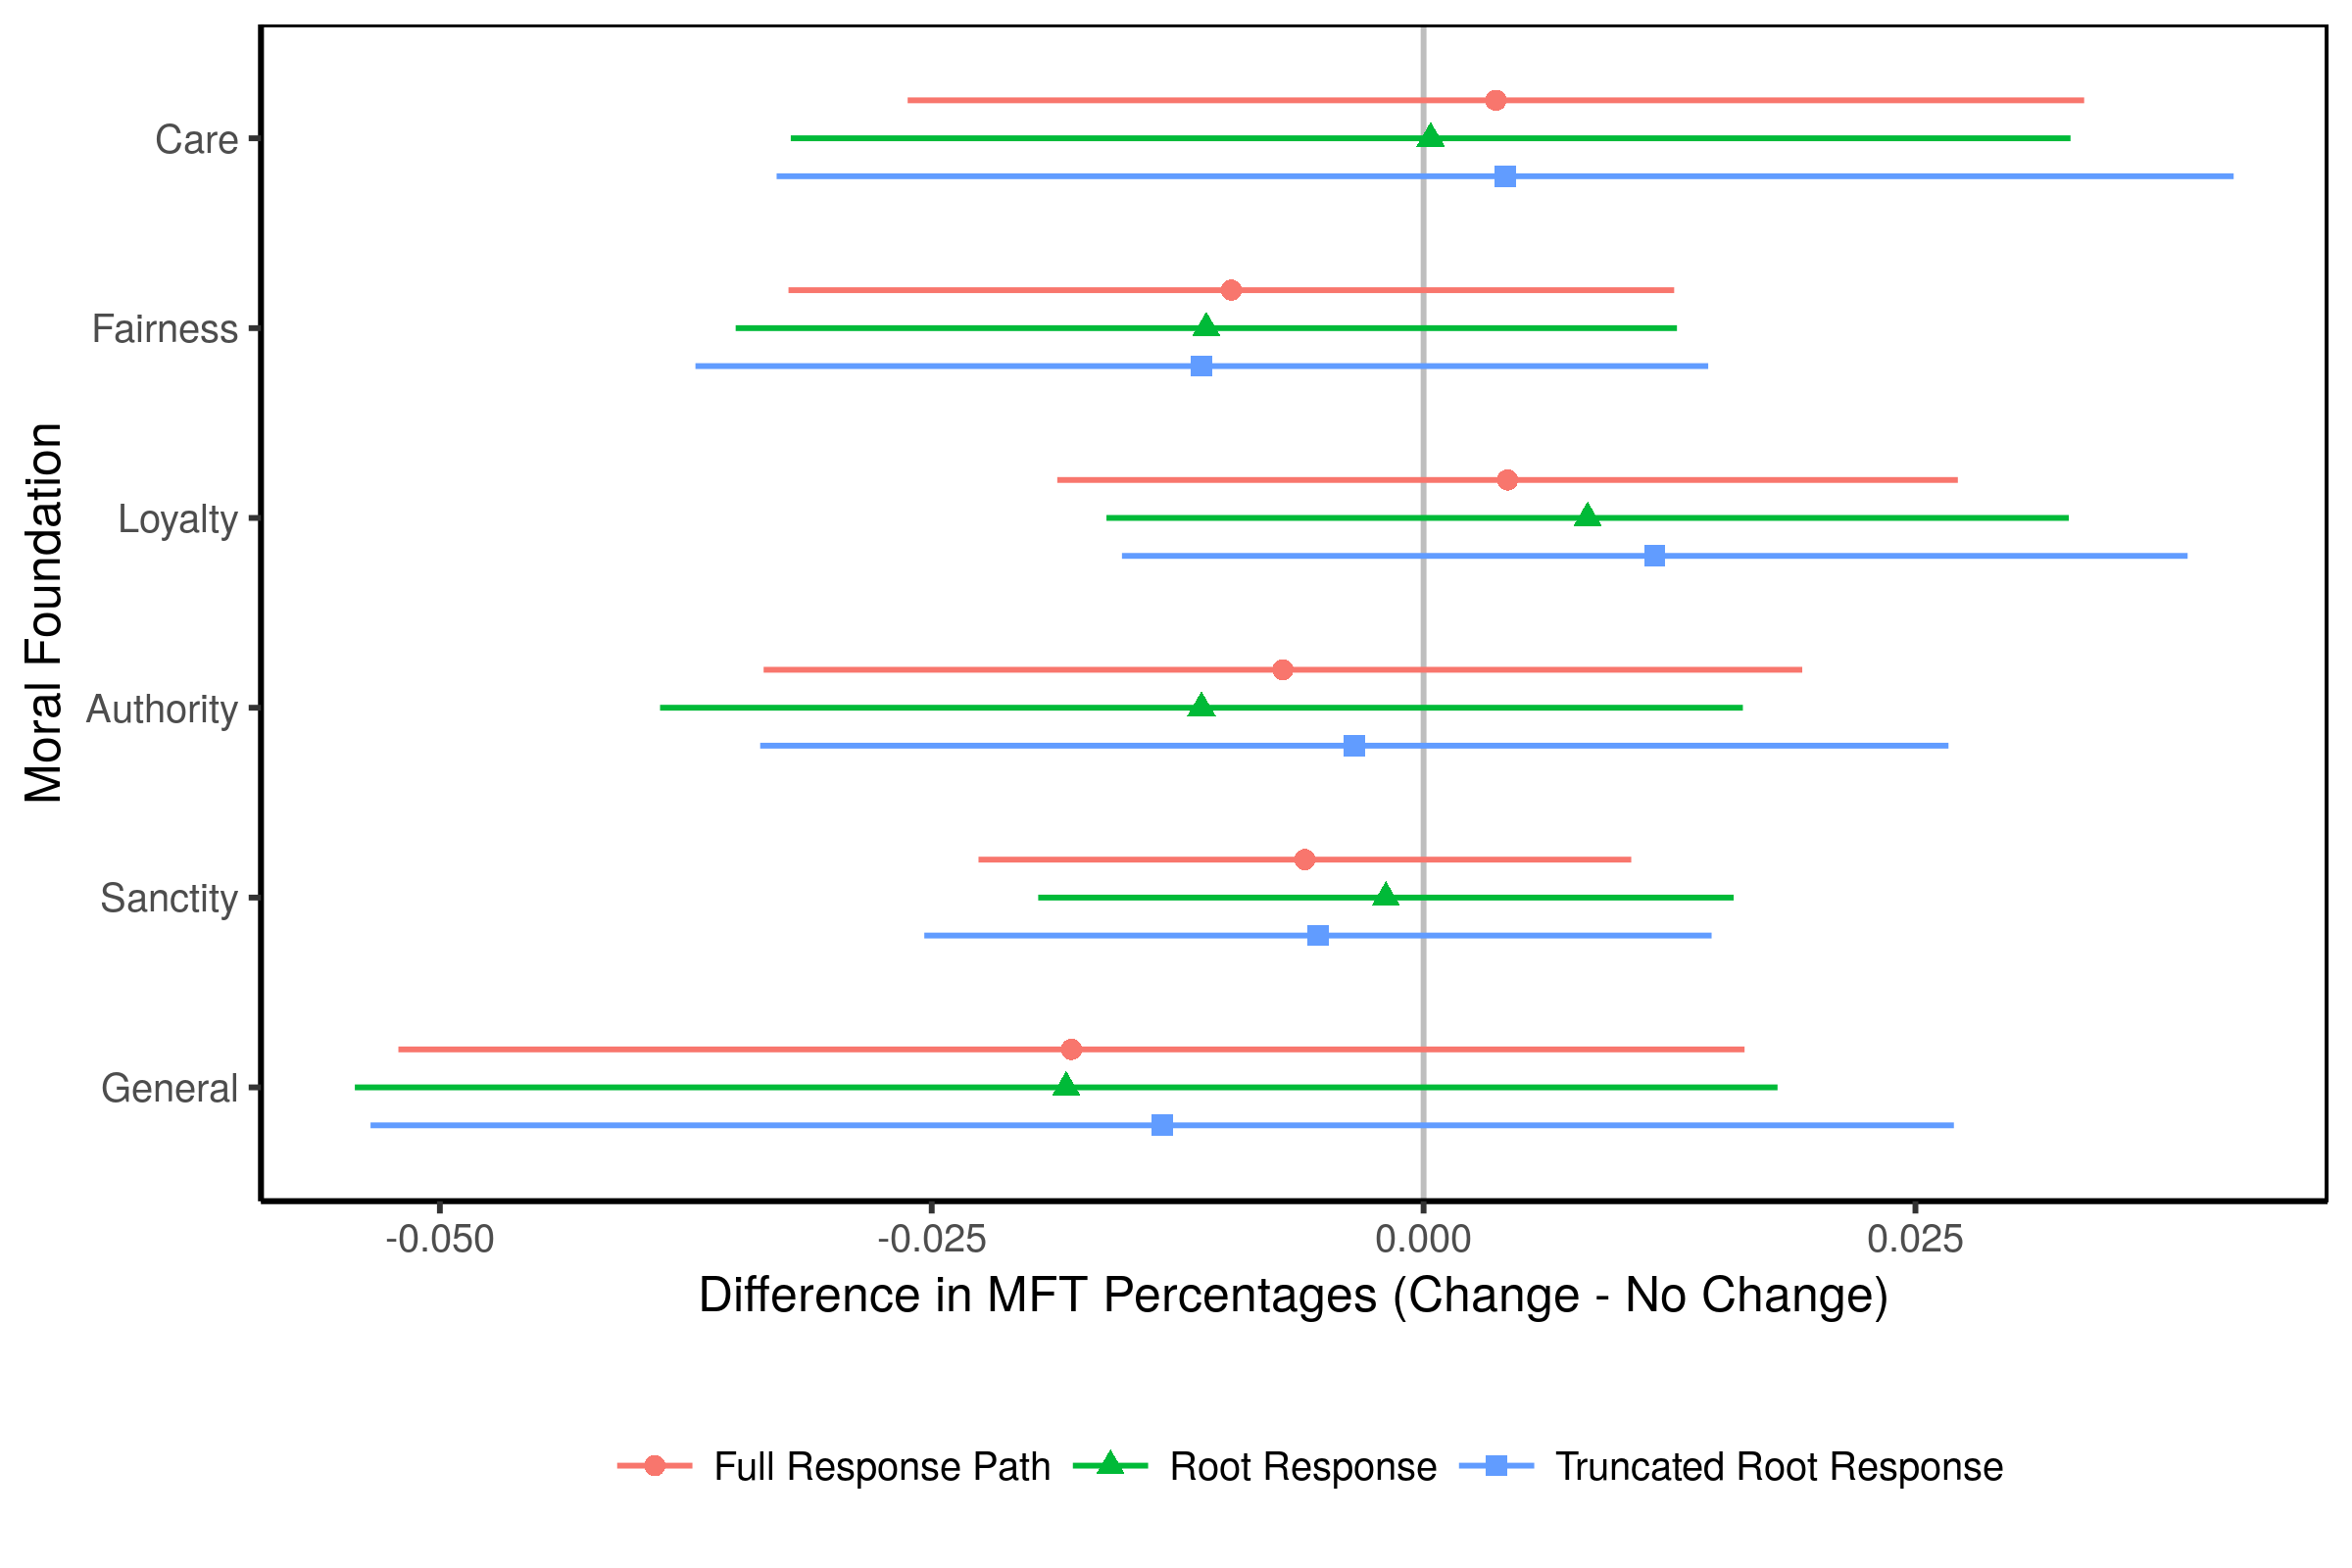 Moral Foundation
Care
Fairness
Loyalty
Authority
Sanctity
General
-0.050 -0.025 0.000 0.025
Difference in MFT Percentages (Change - No Change)
Full Response Path Root Response Truncated Root Response